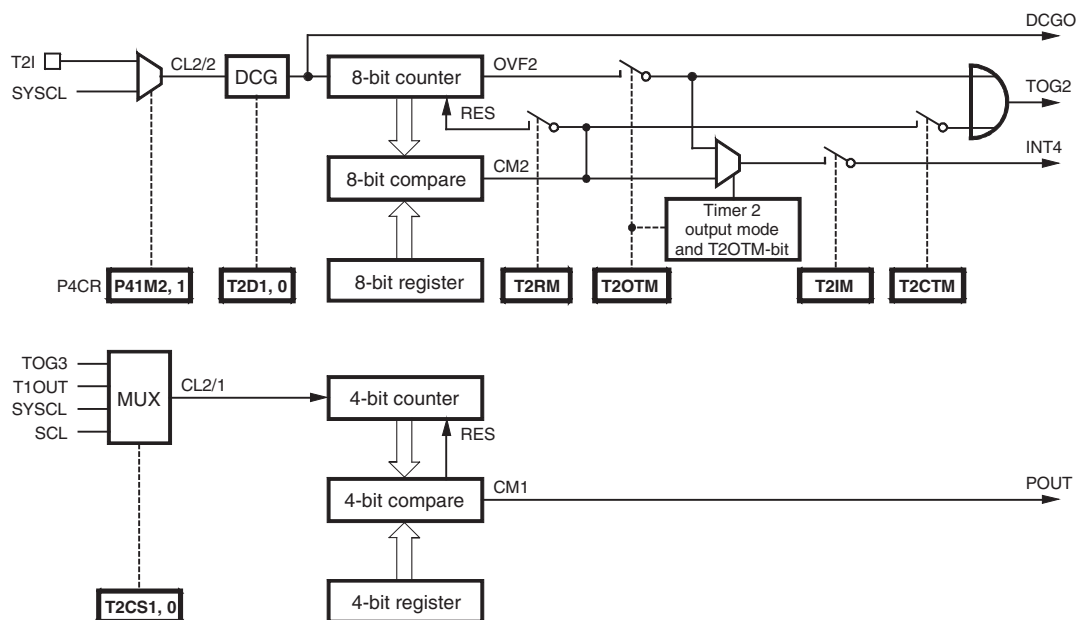 DCGO
T2I
CL2/2
DCG
8-bit counter
OVF2
TOG2
SYSCL
RES
INT4
8-bit compare
CM2
Timer 2
output mode
and T2OTM-bit
P4CR
P41M2, 1
T2D1, 0
8-bit register
T2RM
T2OTM
T2IM
T2CTM
TOG3
T1OUT
SYSCL
SCL
MUX
CL2/1
4-bit counter
RES
4-bit compare
CM1
POUT
T2CS1, 0
4-bit register